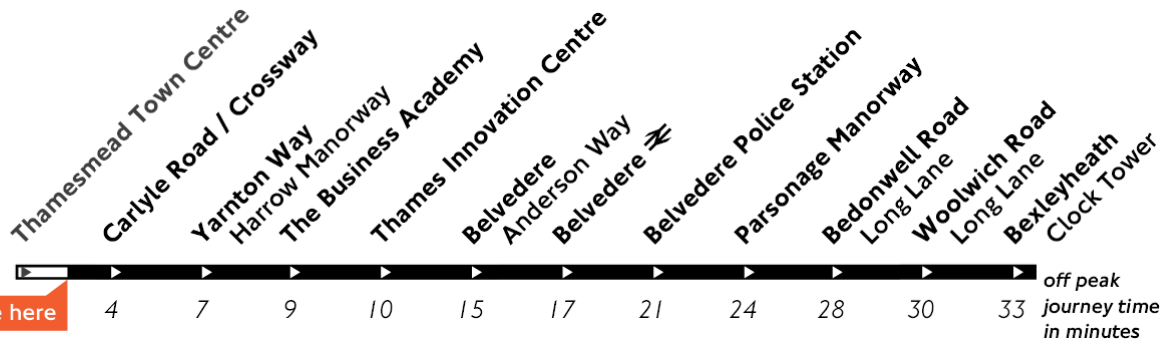 Thamesmead Town Centre
Carlyle Road / Crossway
Yarnton Way
Harrow Manorway
The Business Academy
Thames Innovation Centre
Belvedere
Anderson Way
Belvedere
Belvedere Police Station
Parsonage Manorway
Bedonwell Road
Long Lane
Woolwich Road
Long Lane
Bexleyheath
Clock Tower
e here
4 7 9 10 15 17 21 24 28 30 33
off peak
journey time
in minutes